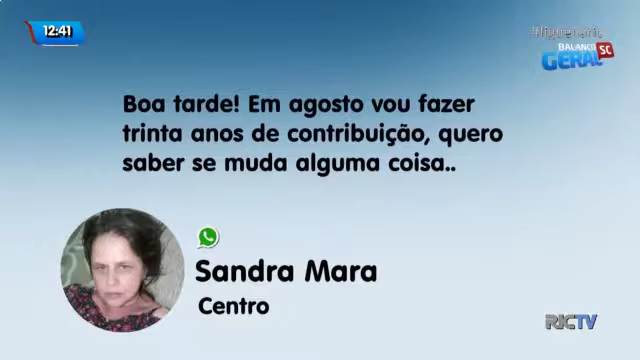 12:41
BALANÇO
GERAL SC
Boa tarde! Em agosto vou fazer
trinta anos de contribuição, quero
saber se muda alguma coisa..
Sandra Mara
Centro
RICTV